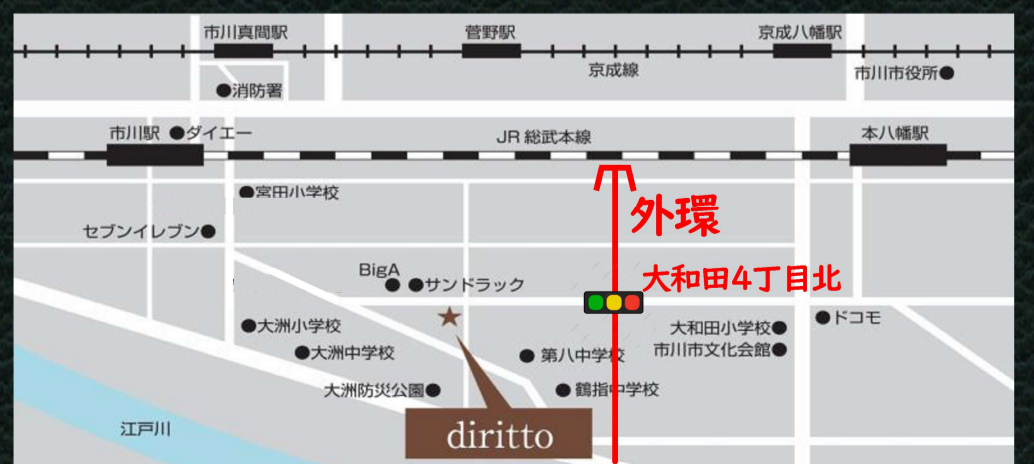 市川真間駅
菅野駅
京成八幡駅
京成線
市川市役所
消防署
市川駅
ダイエー
JR 総武本線
本八幡駅
宮田小学校
外環
セブンイレブン
BigA
サンドラック
大和田4丁目北
大洲小学校
大和田小学校
ドコモ
大洲中学校
第八中学校
市川市文化会館
大洲防災公園
鶴指中学校
江戸川
diritto